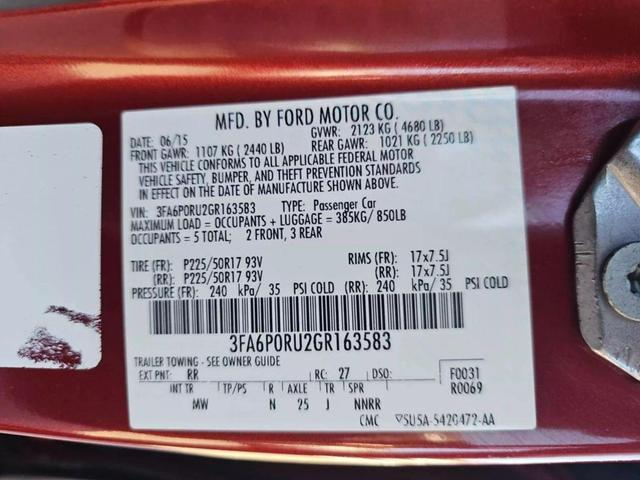 MFD. BY FORD MOTOR CO.
DATE: 06/15 GVWR: 2123 KG ( 4680 LB)
FRONT GAWR: 1107 KG ( 2440 LB) REAR GAWR: 1021 KG ( 2250 LB)
THIS VEHICLE CONFORMS TO ALL APPLICABLE FEDERAL MOTOR
VEHICLE SAFETY, BUMPER, AND THEFT PREVENTION STANDARDS
IN EFFECT ON THE DATE OF MANUFACTURE SHOWN ABOVE.
VIN: 3FA6P0RU2GR163583 TYPE: Passenger Car
MAXIMUM LOAD = OCCUPANTS + LUGGAGE = 385KG/ 850LB
OCCUPANTS = 5 TOTAL; 2 FRONT, 3 REAR
TIRE (FR): P225/50R17 93V RIMS (FR): 17x7.5J
(RR): P225/50R17 93V (RR): 17x7.5J
PRESSURE (FR): 240 kPa/ 35 PSI COLD (RR): 240 kPa/ 35 PSI COLD
3FA6P0RU2GR163583
TRAILER TOWING - SEE OWNER GUIDE
EXT PNT: RR RC: 27 DSO: F0031
INT TR TP/PS R AXLE TR SPR R0069
MW N 25 J NNRR
CMC ▽5U5A-5420472-AA